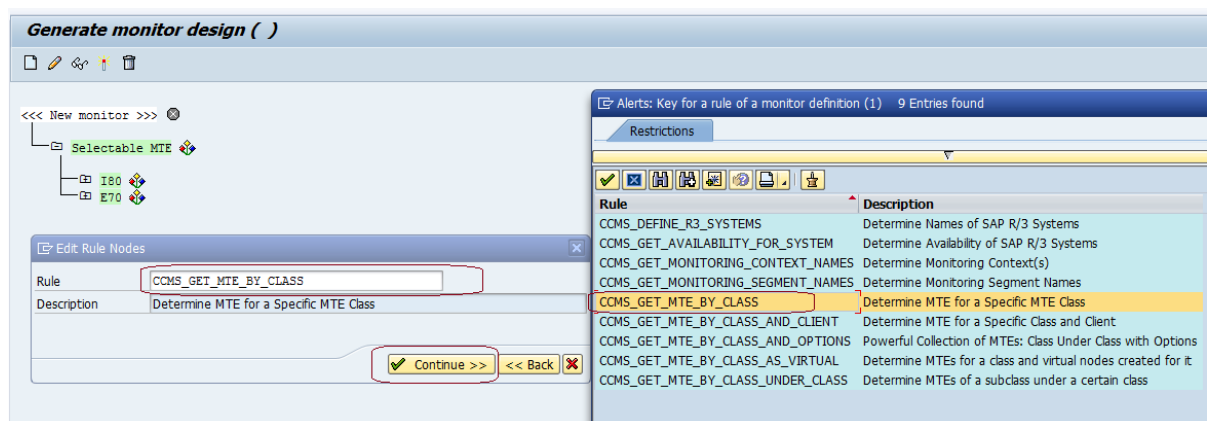 Generate monitor design ( )
<<< New monitor >>>
Selectable MTE
I80
E70
Edit Rule Nodes
Rule CCMS_GET_MTE_BY_CLASS
Description Determine MTE for a Specific MTE Class
Continue >> << Back
Alerts: Key for a rule of a monitor definition (1) 9 Entries found
Restrictions
Rule Description
CCMS_DEFINE_R3_SYSTEMS Determine Names of SAP R/3 Systems
CCMS_GET_AVAILABILITY_FOR_SYSTEM Determine Availability of SAP R/3 Systems
CCMS_GET_MONITORING_CONTEXT_NAMES Determine Monitoring Context(s)
CCMS_GET_MONITORING_SEGMENT_NAMES Determine Monitoring Segment Names
CCMS_GET_MTE_BY_CLASS Determine MTE for a Specific MTE Class
CCMS_GET_MTE_BY_CLASS_AND_CLIENT Determine MTE for a Specific Class and Client
CCMS_GET_MTE_BY_CLASS_AND_OPTIONS Powerful Collection of MTEs: Class Under Class with Options
CCMS_GET_MTE_BY_CLASS_AS_VIRTUAL Determine MTEs for a class and virtual nodes created for it
CCMS_GET_MTE_BY_CLASS_UNDER_CLASS Determine MTEs of a subclass under a certain class